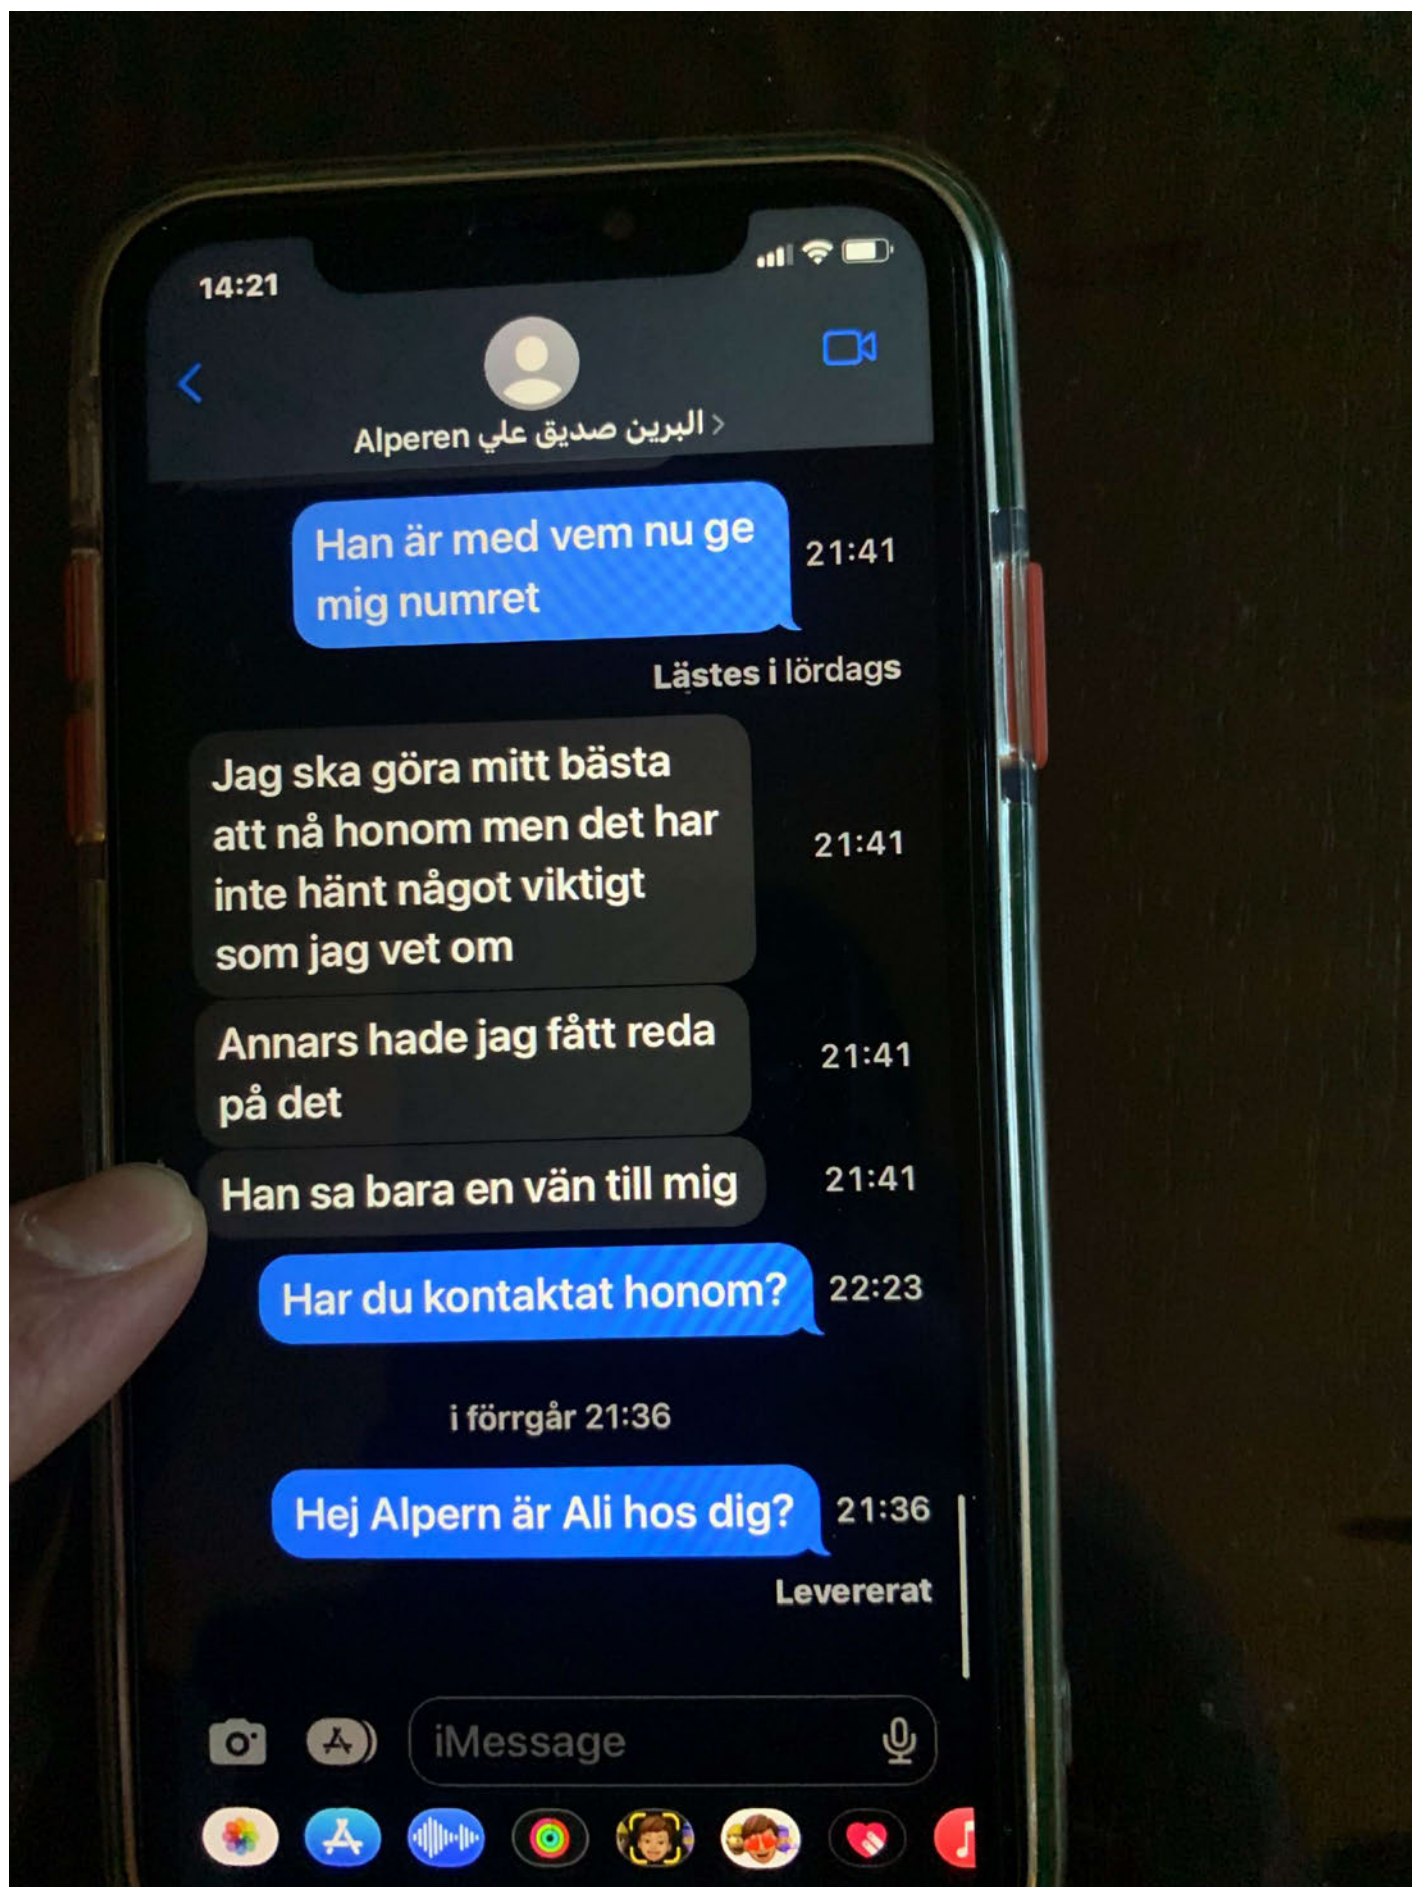 14:21
Alperen البرين صديق علي
Han är med vem nu ge
mig numret
21:41
Lästes i lördags
Jag ska göra mitt bästa
att nå honom men det har
inte hänt något viktigt
som jag vet om
21:41
Annars hade jag fått reda
på det
21:41
Han sa bara en vän till mig
21:41
Har du kontaktat honom?
22:23
i förrgår 21:36
Hej Alpern är Ali hos dig?
21:36
Levererat
iMessage